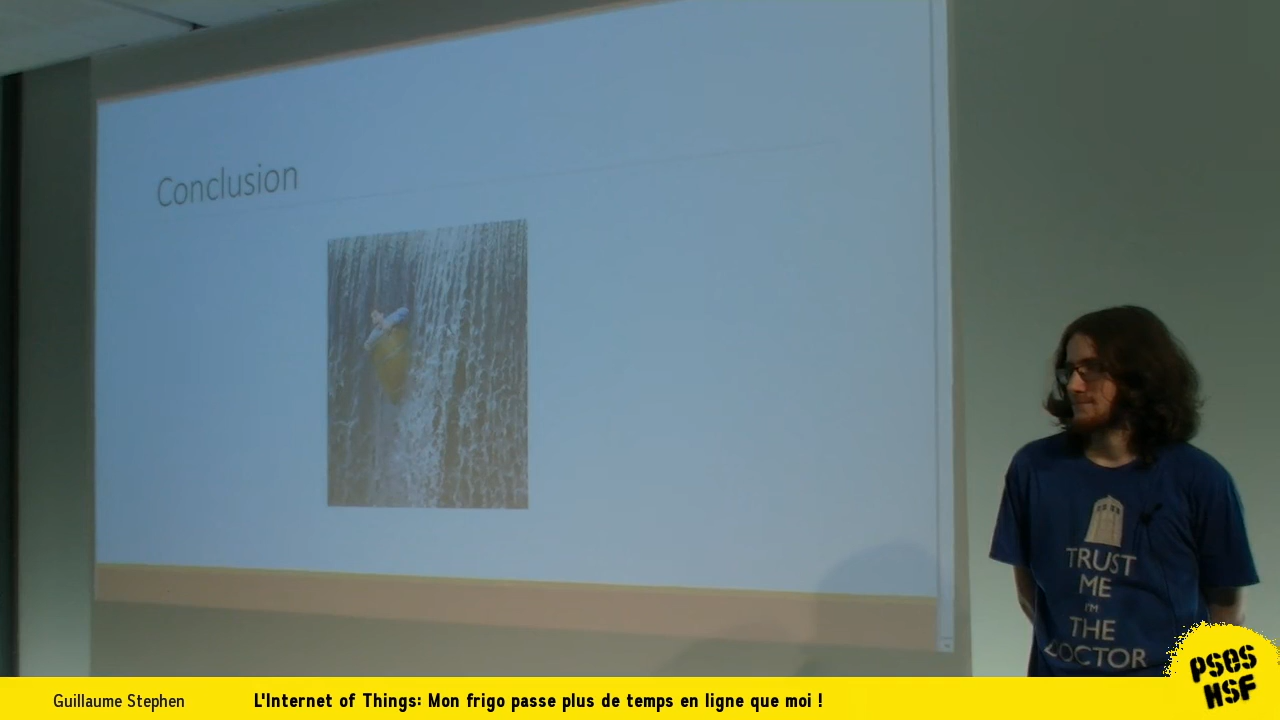 Conclusion
TRUST
ME
I'M
THE
DOCTOR
PSES
HSF
Guillaume Stephen
L'Internet of Things: Mon frigo passe plus de temps en ligne que moi !